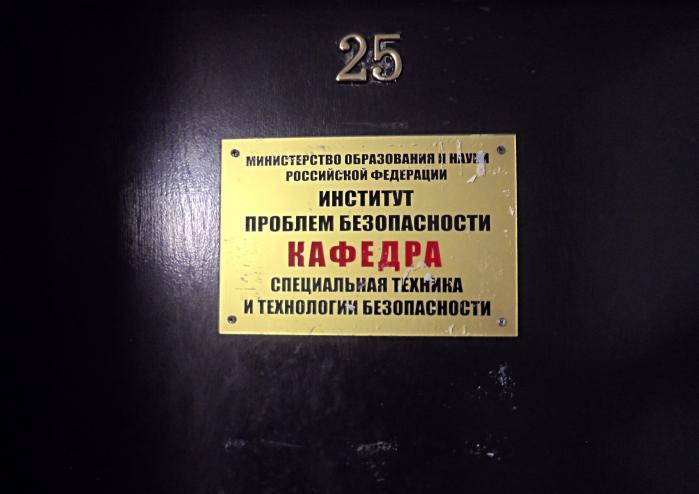 25
МИНИСТЕРСТВО ОБРАЗОВАНИЯ И НАУКИ
РОССИЙСКОЙ ФЕДЕРАЦИИ
ИНСТИТУТ
ПРОБЛЕМ БЕЗОПАСНОСТИ
КАФЕДРА
СПЕЦИАЛЬНАЯ ТЕХНИКА
И ТЕХНОЛОГИИ БЕЗОПАСНОСТИ